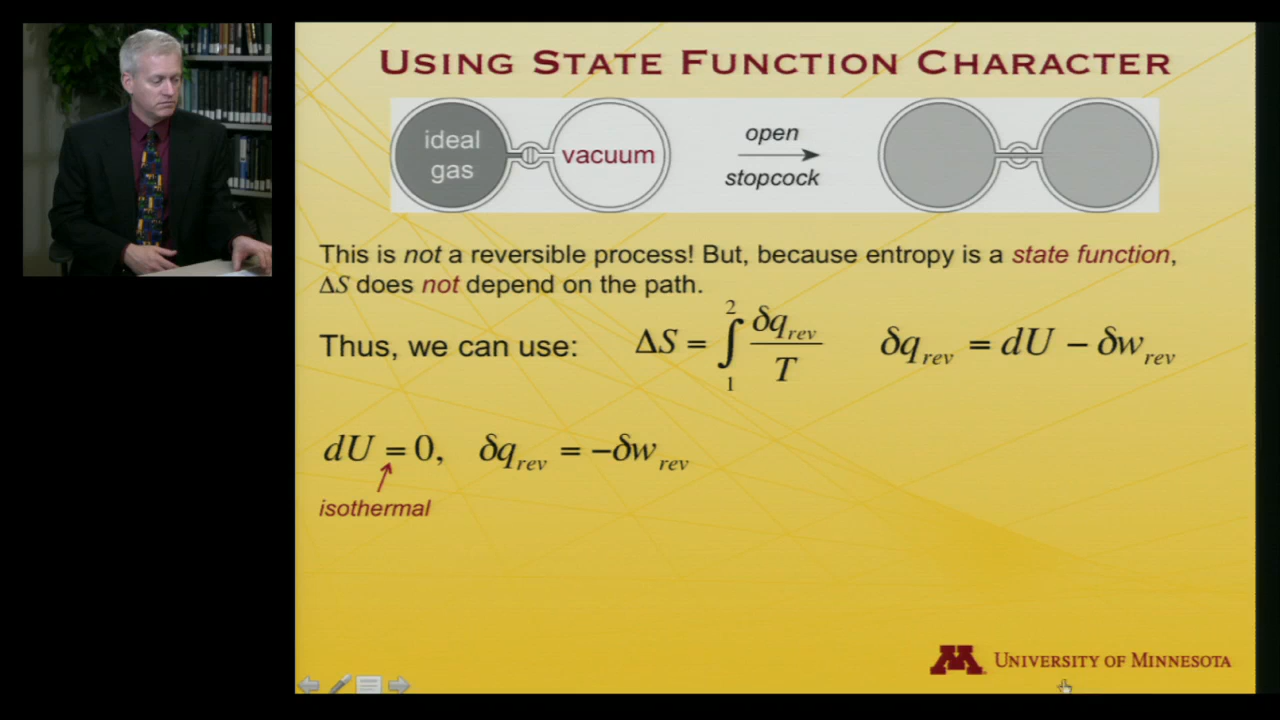 USING STATE FUNCTION CHARACTER
ideal
gas
vacuum
open
stopcock
This is not a reversible process! But, because entropy is a state function,
ΔS does not depend on the path.
Thus, we can use: ΔS = ∫₁² δq_rev / T   δq_rev = dU − δw_rev
dU = 0,   δq_rev = −δw_rev
isothermal
M UNIVERSITY OF MINNESOTA